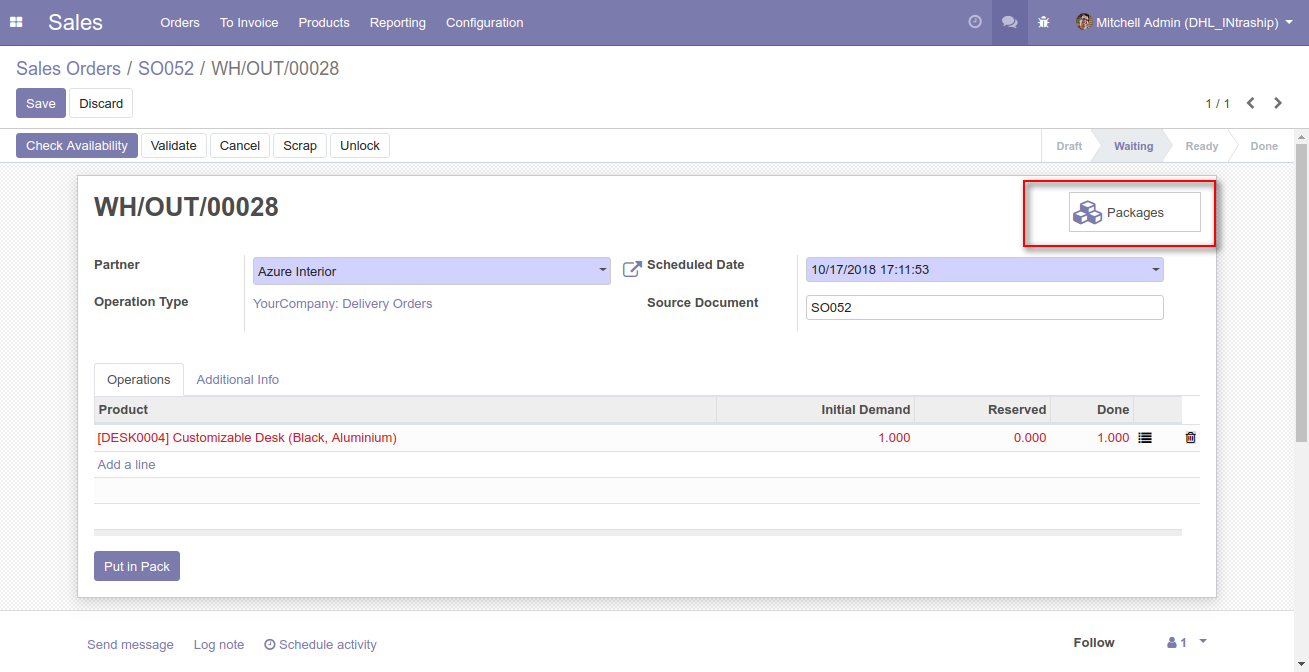 Sales Orders To Invoice Products Reporting Configuration Mitchell Admin (DHL_INtraship)
Sales Orders / SO052 / WH/OUT/00028
Save Discard 1 / 1
Check Availability Validate Cancel Scrap Unlock Draft Waiting Ready Done
WH/OUT/00028 Packages
Partner Azure Interior Scheduled Date 10/17/2018 17:11:53
Operation Type YourCompany: Delivery Orders Source Document SO052
Operations Additional Info
Product Initial Demand Reserved Done
[DESK0004] Customizable Desk (Black, Aluminium) 1.000 0.000 1.000
Add a line
Put in Pack
Send message Log note Schedule activity Follow 1